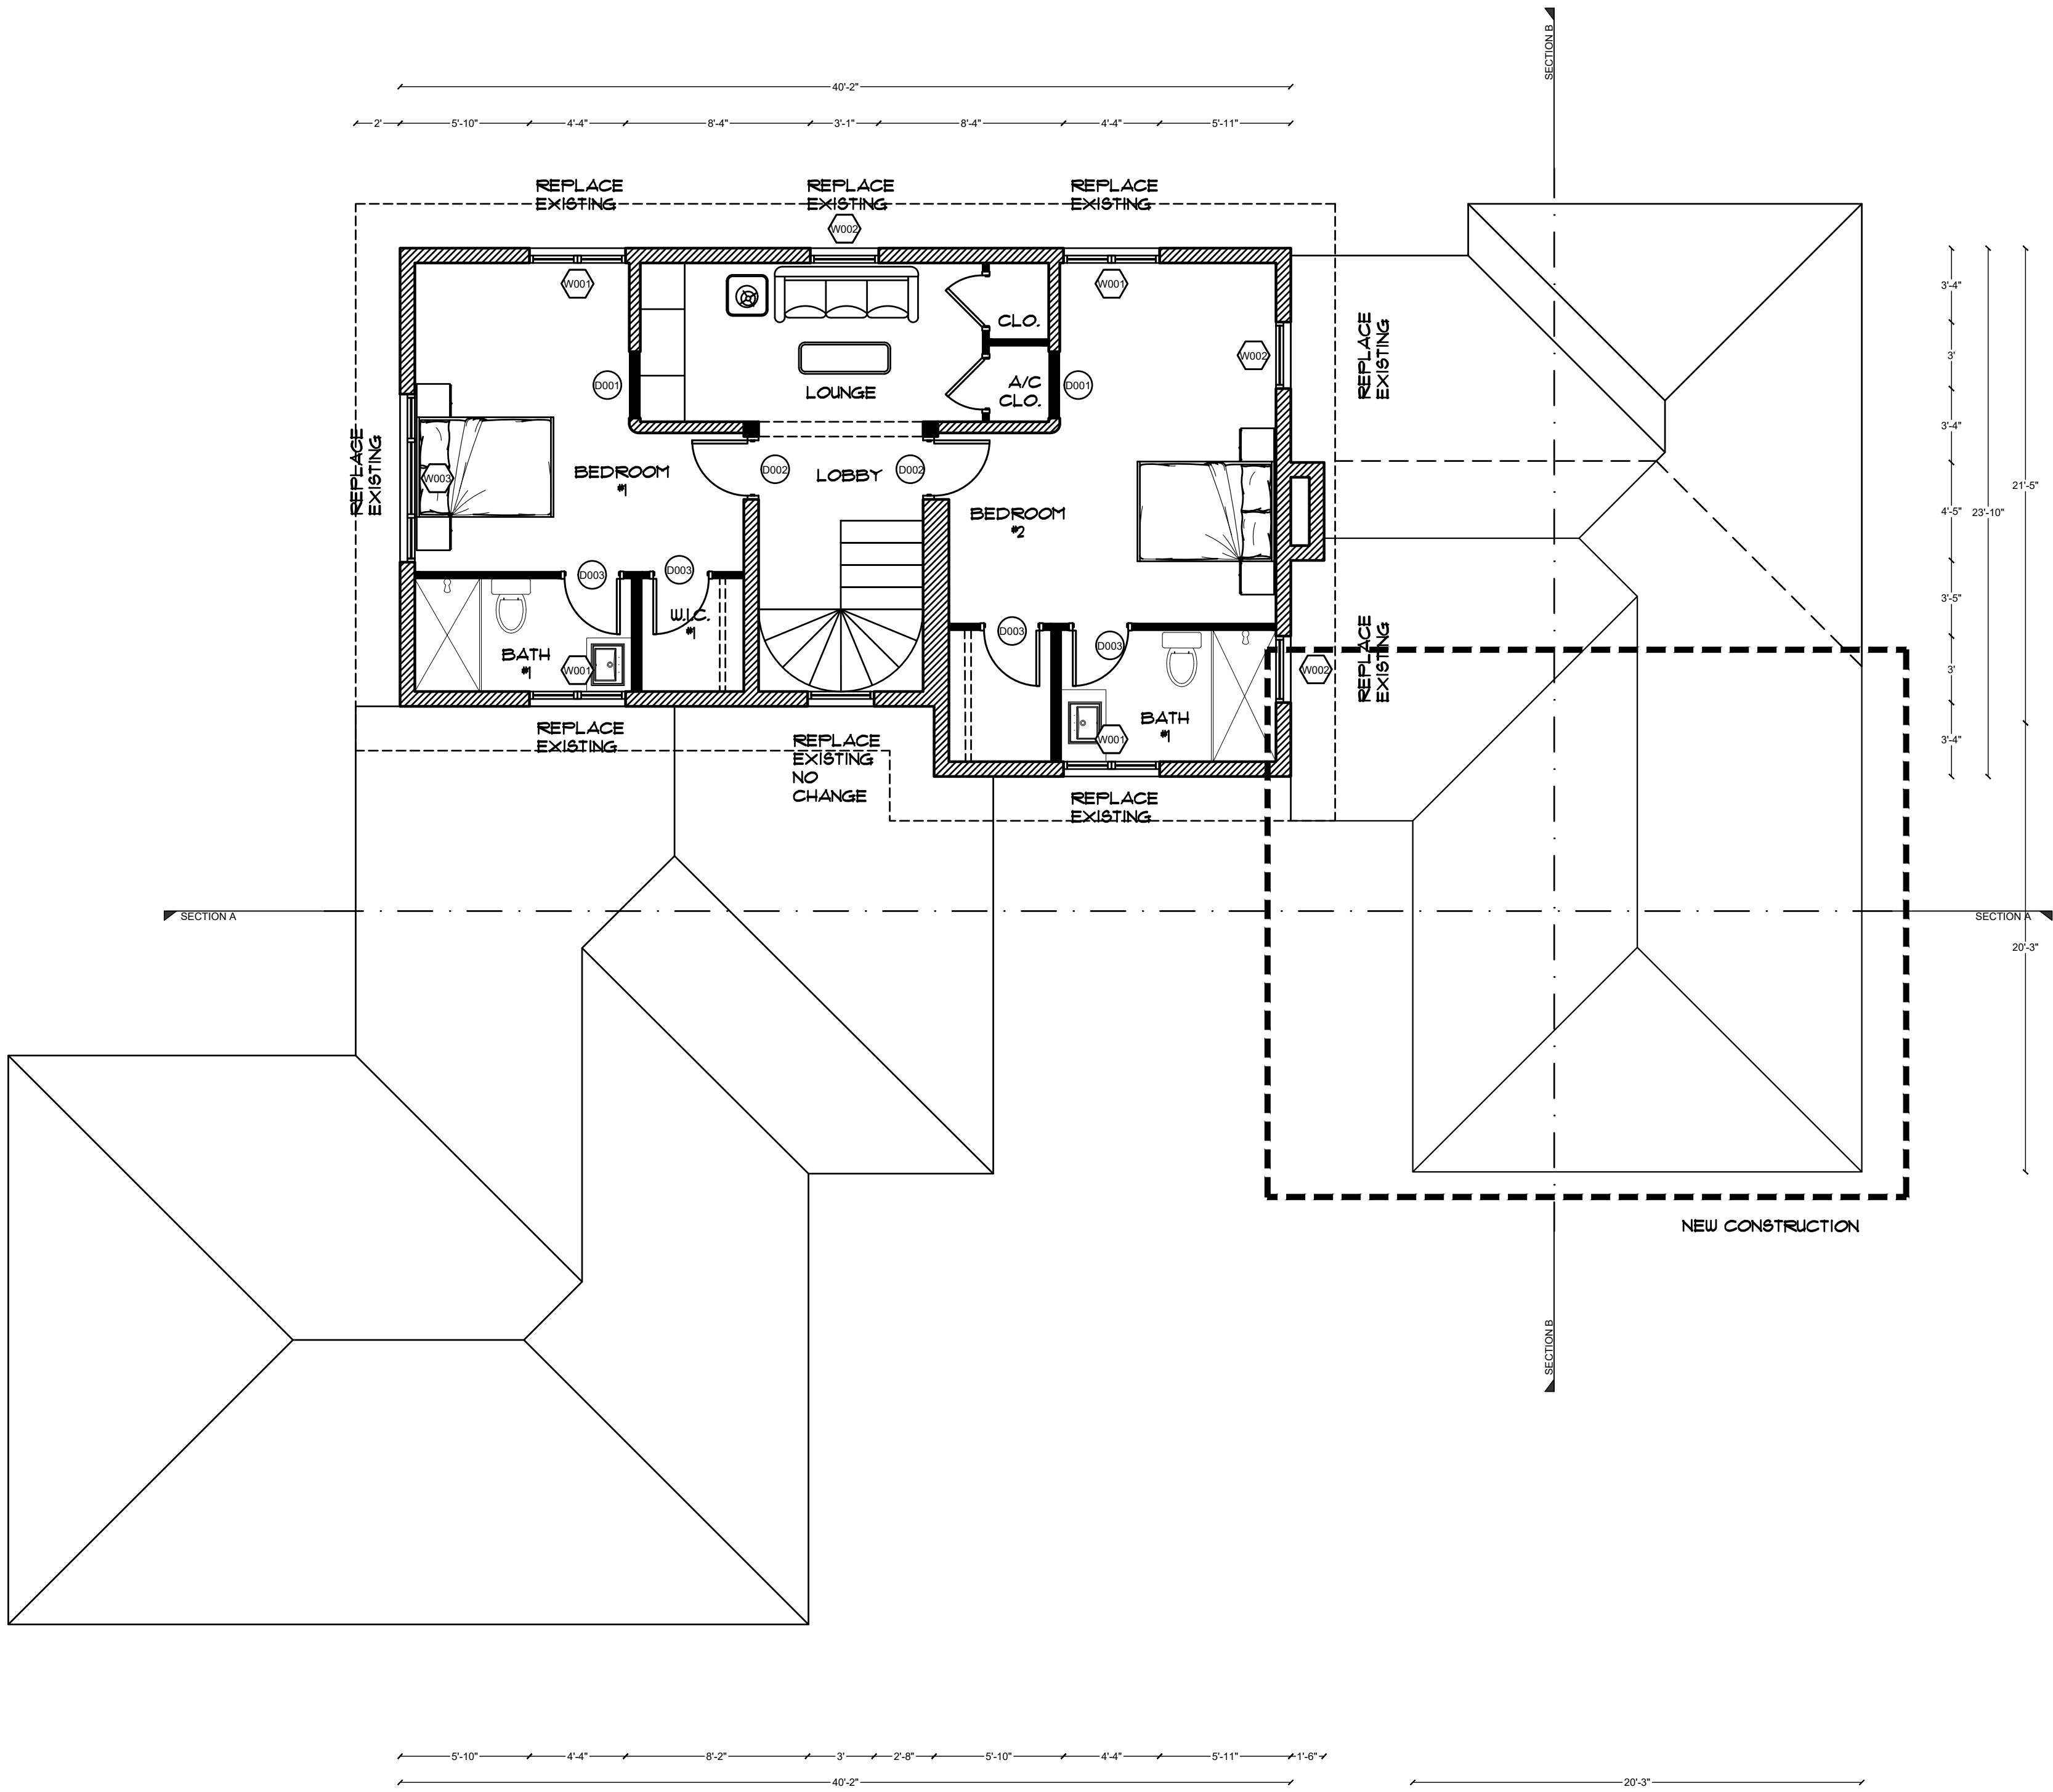 SECTION B
40'-2"
2'
5'-10"
4'-4"
8'-4"
3'-1"
8'-4"
4'-4"
5'-11"
REPLACE
EXISTING
REPLACE
EXISTING
REPLACE
EXISTING
W002
W001
W001
3'-4"
CLO.
REPLACE
EXISTING
W002
3'
D001
A/C
CLO.
D001
LOUNGE
3'-4"
REPLACE
EXISTING
W003
BEDROOM
#1
D002
LOBBY
D002
21'-5"
BEDROOM
#2
4'-5"
23'-10"
D003
D003
3'-5"
W.I.C.
#1
D003
D003
BATH
#1
W001
W002
REPLACE
EXISTING
3'
BATH
#1
W001
3'-4"
REPLACE
EXISTING
REPLACE
EXISTING
NO
CHANGE
REPLACE
EXISTING
SECTION A
SECTION A
20'-3"
NEW CONSTRUCTION
SECTION B
5'-10"
4'-4"
8'-2"
3'
2'-8"
5'-10"
4'-4"
5'-11"
1'-6"
40'-2"
20'-3"